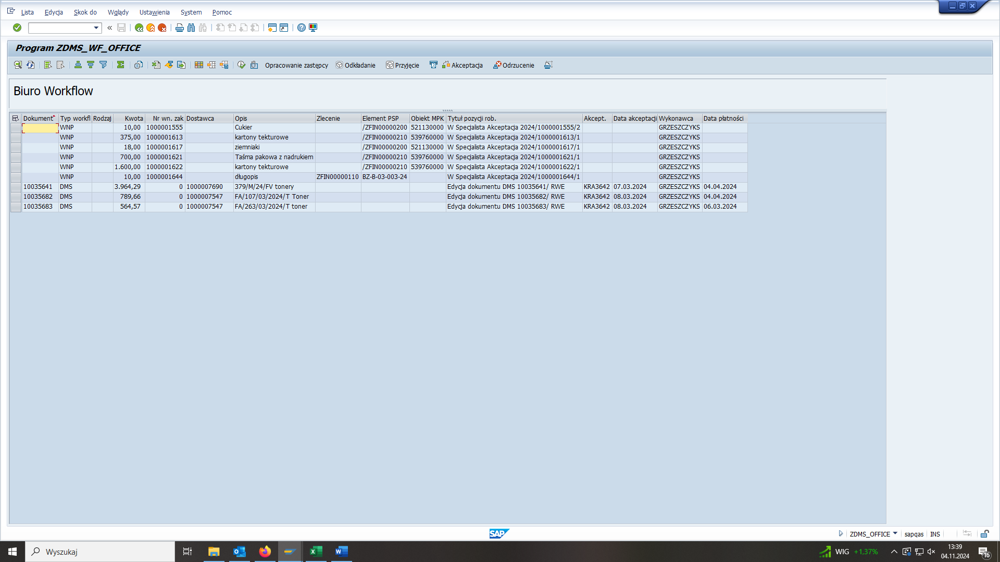 Lista Edycja Skok do Wglądy Ustawienia System Pomoc
Program ZDMS_WF_OFFICE
Opracowanie zastępcy Odkładanie Przyjęcie Akceptacja Odrzucenie
Biuro Workflow
Dokument Typ workfl Rodzaj Kwota Nr wn. zak Dostawca Opis Zlecenie Element PSP Obiekt MPK Tytuł pozycji rob. Akcept. Data akceptacji Wykonawca Data płatności
WNP 10,00 1000001555 Cukier /ZFIN00000200 521130000 W Specjalista Akceptacja 2024/1000001555/2 GRZESZCZYKS
WNP 375,00 1000001613 kartony tekturowe /ZFIN00000210 539760000 W Specjalista Akceptacja 2024/1000001613/1 GRZESZCZYKS
WNP 18,00 1000001617 ziemniaki /ZFIN00000200 521130000 W Specjalista Akceptacja 2024/1000001617/1 GRZESZCZYKS
WNP 700,00 1000001621 Taśma pakowa z nadrukiem /ZFIN00000210 539760000 W Specjalista Akceptacja 2024/1000001621/1 GRZESZCZYKS
WNP 1.600,00 1000001622 kartony tekturowe /ZFIN00000210 539760000 W Specjalista Akceptacja 2024/1000001622/1 GRZESZCZYKS
WNP 10,00 1000001644 długopis ZFIN00000110 BZ-B-03-003-24 W Specjalista Akceptacja 2024/1000001644/1 GRZESZCZYKS
10035641 DMS 3.964,29 0 1000007690 379/M/24/FV tonery Edycja dokumentu DMS 10035641/ RWE KRA3642 07.03.2024 GRZESZCZYKS 04.04.2024
10035682 DMS 789,66 0 1000007547 FA/107/03/2024/T Toner Edycja dokumentu DMS 10035682/ RWE KRA3642 08.03.2024 GRZESZCZYKS 04.04.2024
10035683 DMS 564,57 0 1000007547 FA/263/03/2024/T toner Edycja dokumentu DMS 10035683/ RWE KRA3642 08.03.2024 GRZESZCZYKS 06.03.2024
SAP
ZDMS_OFFICE sapqas INS
Wyszukaj
WIG +1,37%
13:39
04.11.2024
16